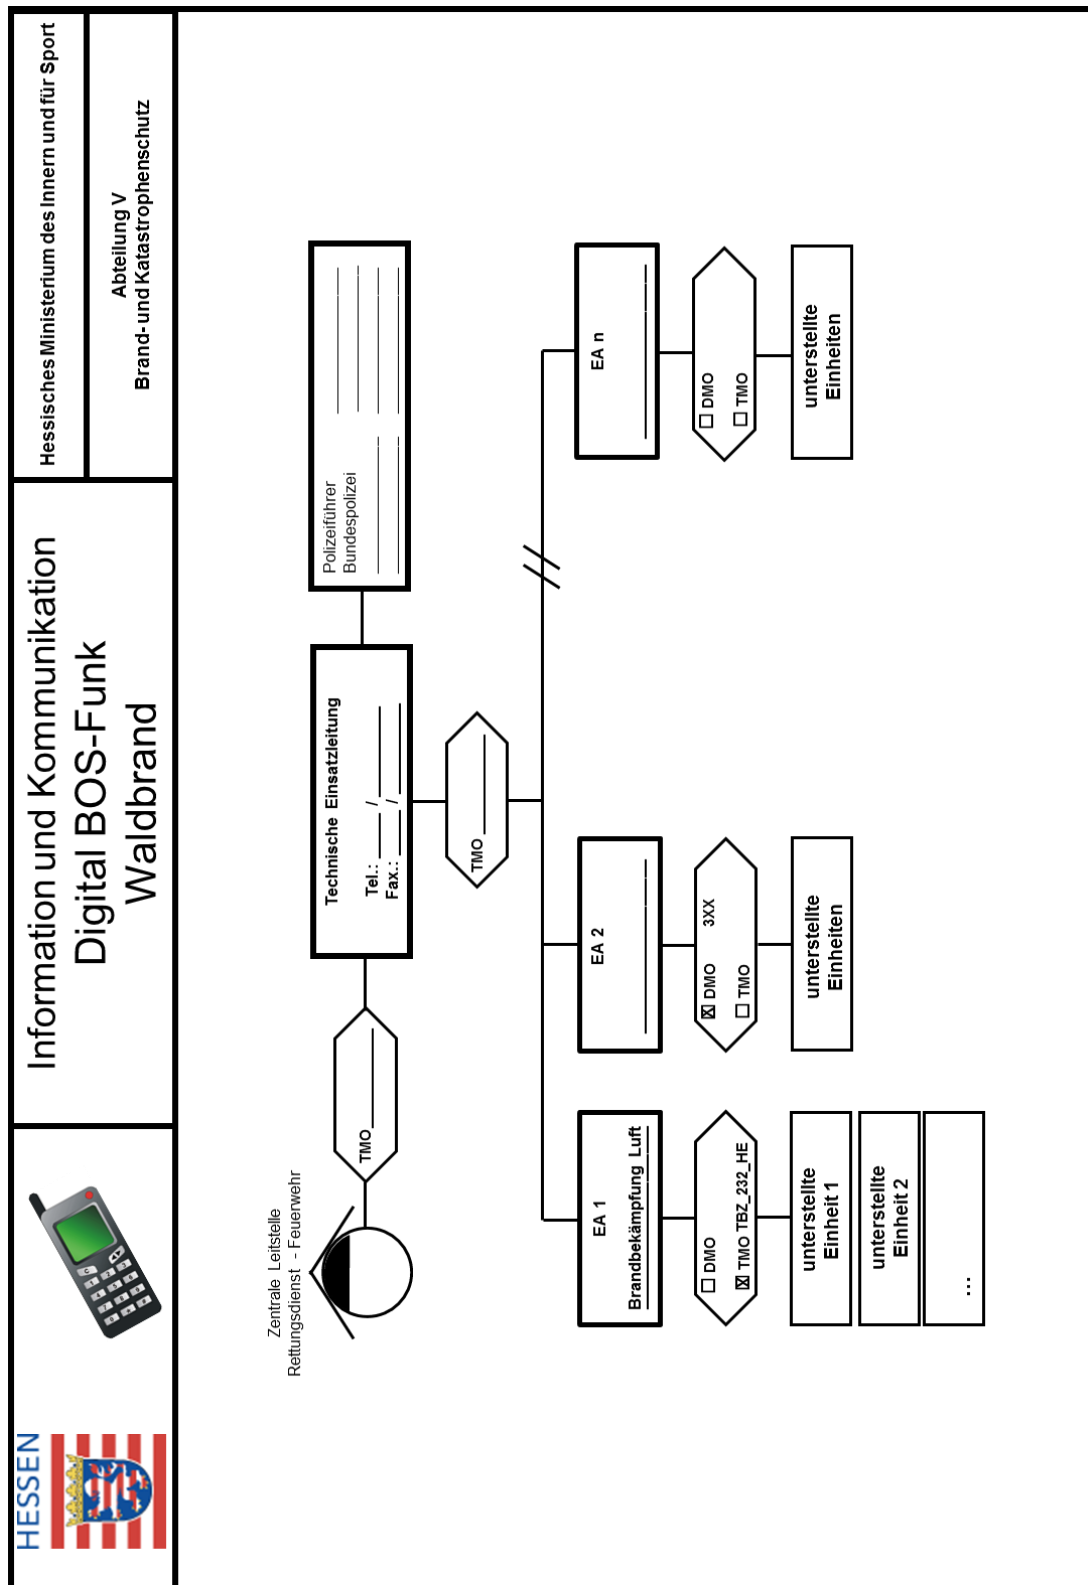 HESSEN
Information und Kommunikation
Digital BOS-Funk
Waldbrand
Hessisches Ministerium des Innern und für Sport
Abteilung V
Brand- und Katastrophenschutz
Zentrale Leitstelle
Rettungsdienst - Feuerwehr
TMO
Technische Einsatzleitung
Tel.: /
Fax.: /
Polizeiführer
Bundespolizei
TMO
EA 1
Brandbekämpfung Luft
☐ DMO
☒ TMO TBZ_232_HE
unterstellte
Einheit 1
unterstellte
Einheit 2
...
EA 2
☒ DMO 3XX
☐ TMO
unterstellte
Einheiten
EA n
☐ DMO
☐ TMO
unterstellte
Einheiten